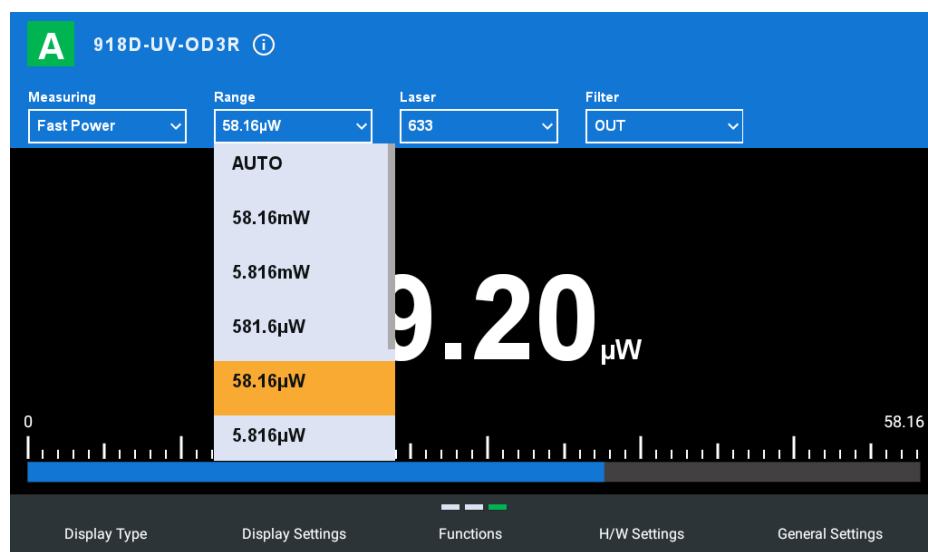 A 918D-UV-OD3R i
Measuring Range Laser Filter
Fast Power 58.16µW 633 OUT
AUTO
58.16mW
5.816mW
581.6µW
9.20 µW
58.16µW
0 58.16
5.816µW
Display Type Display Settings Functions H/W Settings General Settings